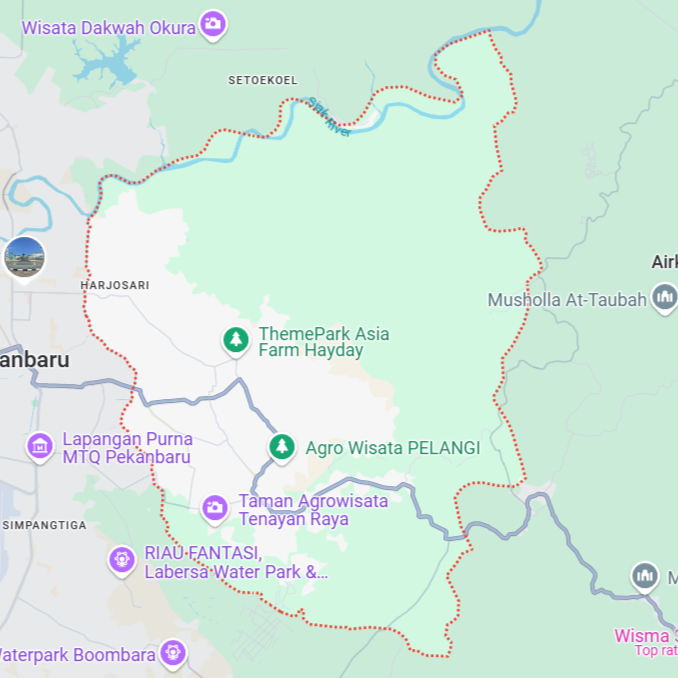 Wisata Dakwah Okura
SETOEKOEL
Siak River
HARJOSARI
Airk
Musholla At-Taubah
ThemePark Asia
Farm Hayday
anbaru
Lapangan Purna
MTQ Pekanbaru
Agro Wisata PELANGI
Taman Agrowisata
Tenayan Raya
SIMPANGTIGA
RIAU FANTASI,
Labersa Water Park &...
M
Wisma S
Top rat
Waterpark Boombara